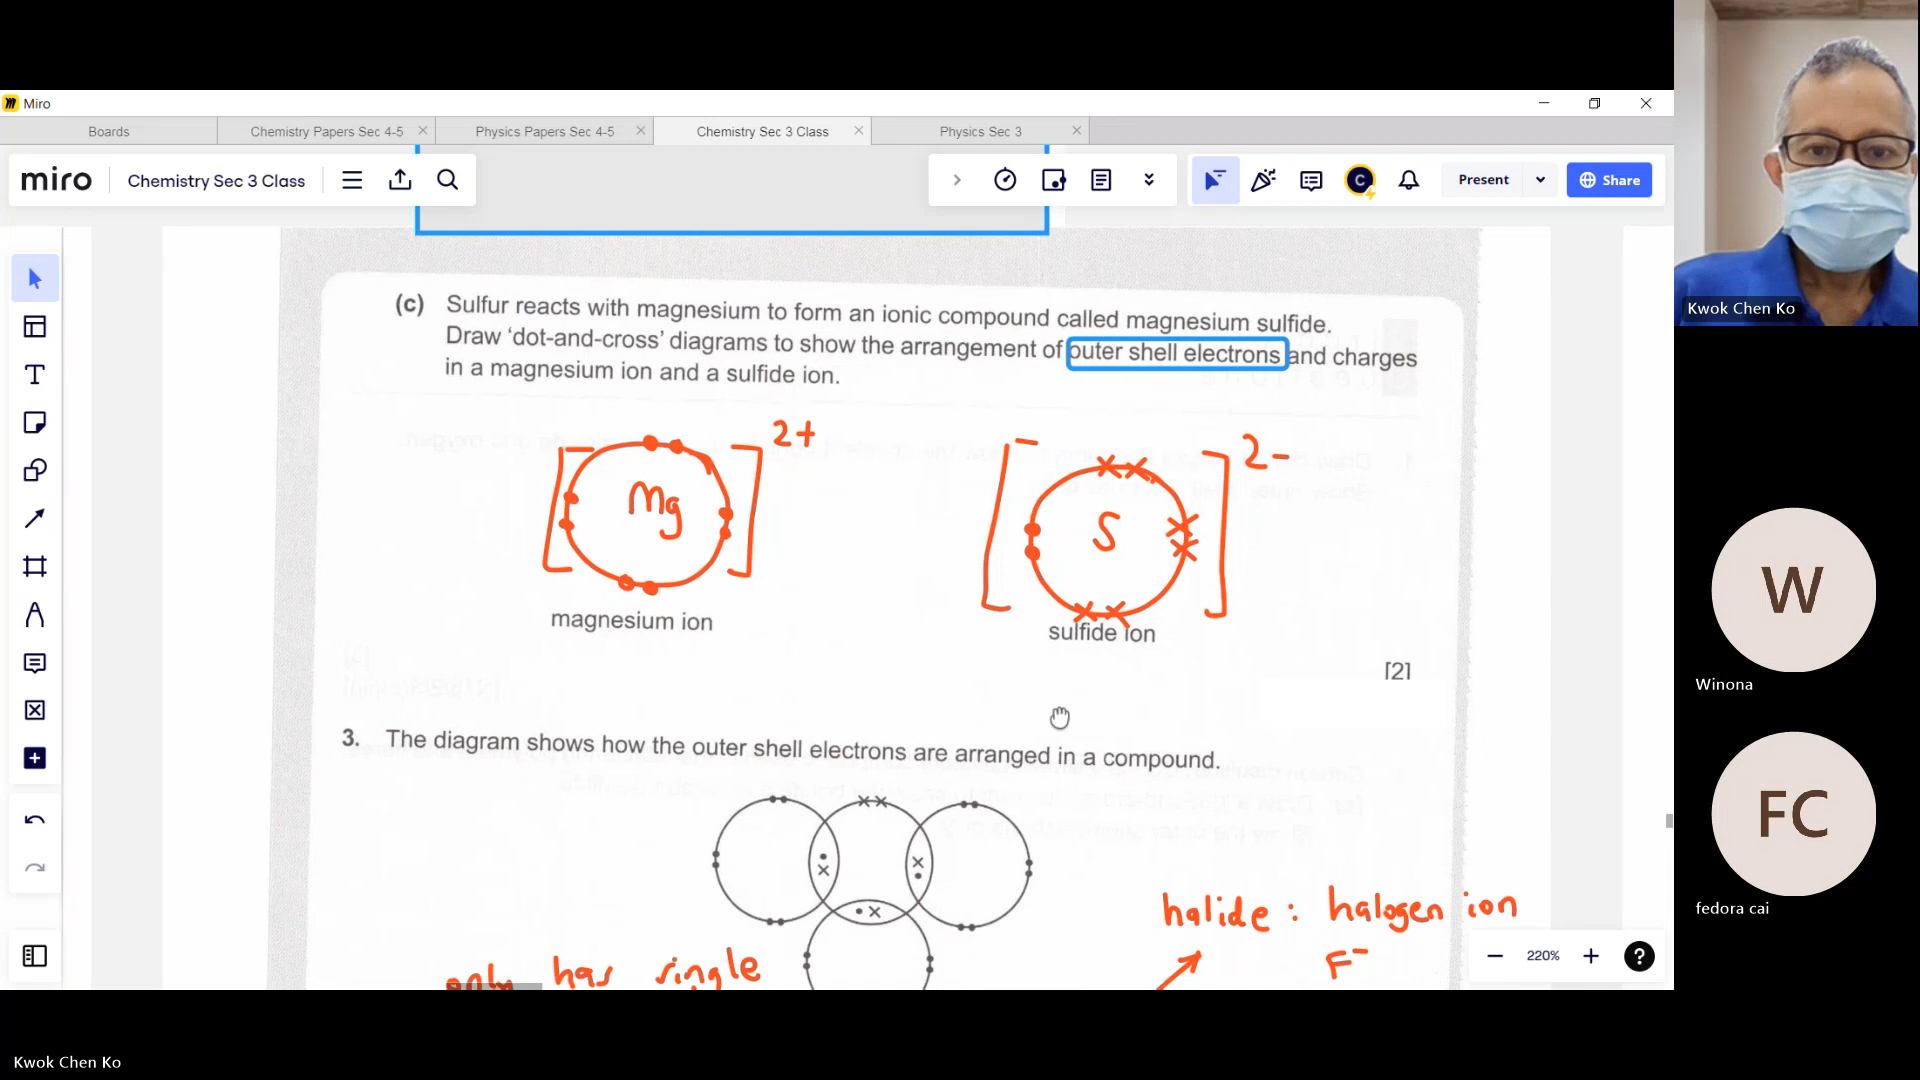 Miro
Boards
Chemistry Papers Sec 4-5
Physics Papers Sec 4-5
Chemistry Sec 3 Class
Physics Sec 3
miro
Chemistry Sec 3 Class
C
Present
Share
Kwok Chen Ko
(c) Sulfur reacts with magnesium to form an ionic compound called magnesium sulfide.
Draw ‘dot-and-cross’ diagrams to show the arrangement of outer shell electrons and charges
in a magnesium ion and a sulfide ion.
2+
2-
Mg
S
magnesium ion
sulfide ion
[2]
3. The diagram shows how the outer shell electrons are arranged in a compound.
halide : halogen ion
F⁻
only has single
220%
W
Winona
FC
fedora cai
Kwok Chen Ko